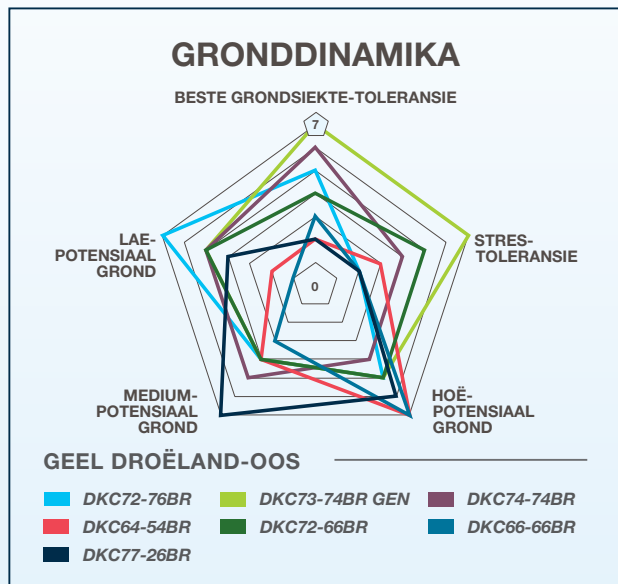 GRONDDINAMIKA
BESTE GRONDSIEKTE-TOLERANSIE
7
LAE-
POTENSIAAL
GROND
STRES-
TOLERANSIE
0
MEDIUM-
POTENSIAAL
GROND
HOË-
POTENSIAAL
GROND
GEEL DROËLAND-OOS
DKC72-76BR
DKC73-74BR GEN
DKC74-74BR
DKC64-54BR
DKC72-66BR
DKC66-66BR
DKC77-26BR